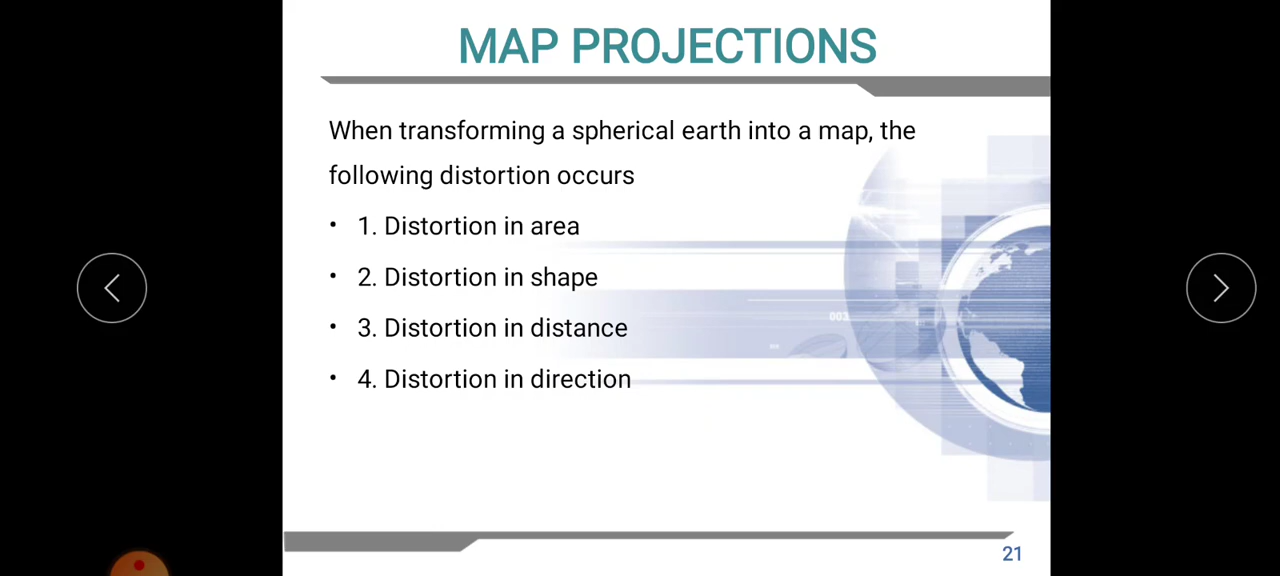 MAP PROJECTIONS
When transforming a spherical earth into a map, the
following distortion occurs
• 1. Distortion in area
• 2. Distortion in shape
• 3. Distortion in distance
• 4. Distortion in direction
003
21